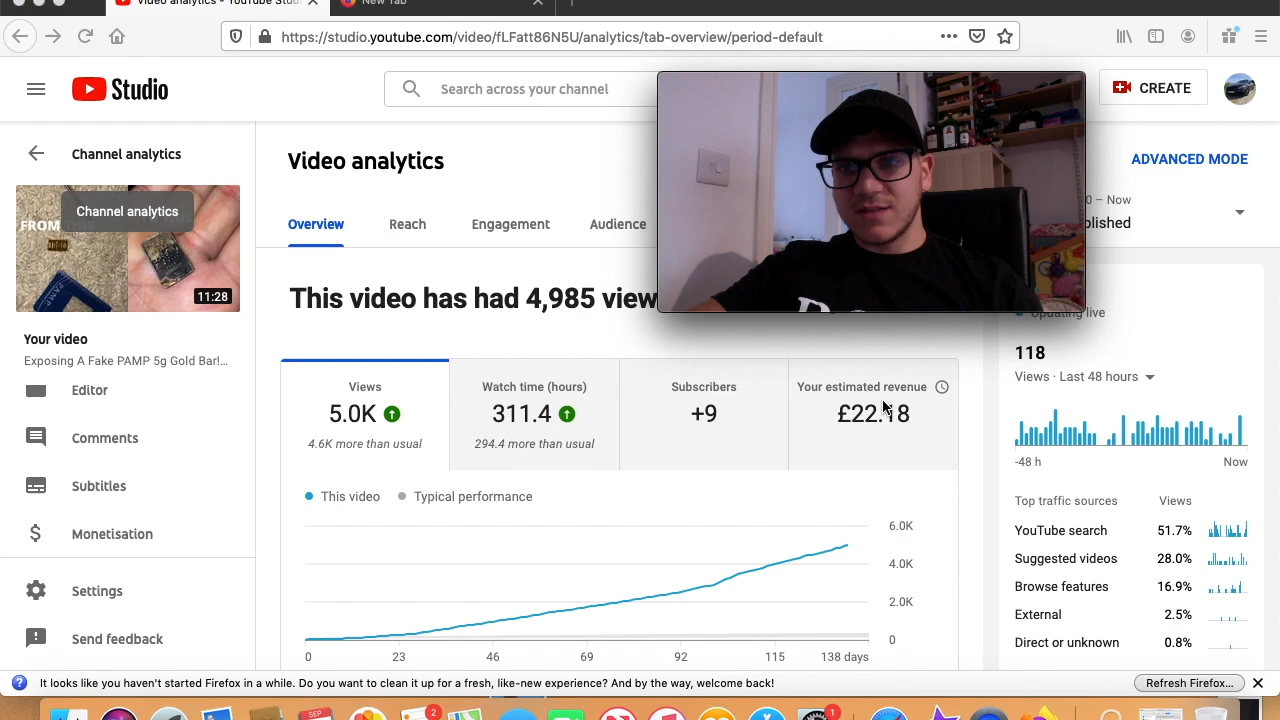 Video analytics - YouTube Studi
New Tab
https://studio.youtube.com/video/fLFatt86N5U/analytics/tab-overview/period-default
Studio
Search across your channel
CREATE
Channel analytics
Video analytics
ADVANCED MODE
0 – Now
blished
Channel analytics
FROM
PAMP
11:28
Overview
Reach
Engagement
Audience
This video has had 4,985 view
Updating live
Your video
Exposing A Fake PAMP 5g Gold Bar!...
118
Views · Last 48 hours
Editor
Comments
Subtitles
Monetisation
Settings
Send feedback
Views
5.0K
4.6K more than usual
Watch time (hours)
311.4
294.4 more than usual
Subscribers
+9
Your estimated revenue
£22.18
This video
Typical performance
6.0K
4.0K
2.0K
0
0 23 46 69 92 115 138 days
-48 h
Now
Top traffic sources Views
YouTube search 51.7%
Suggested videos 28.0%
Browse features 16.9%
External 2.5%
Direct or unknown 0.8%
It looks like you haven't started Firefox in a while. Do you want to clean it up for a fresh, like-new experience? And by the way, welcome back!
Refresh Firefox...
SEP
2
1